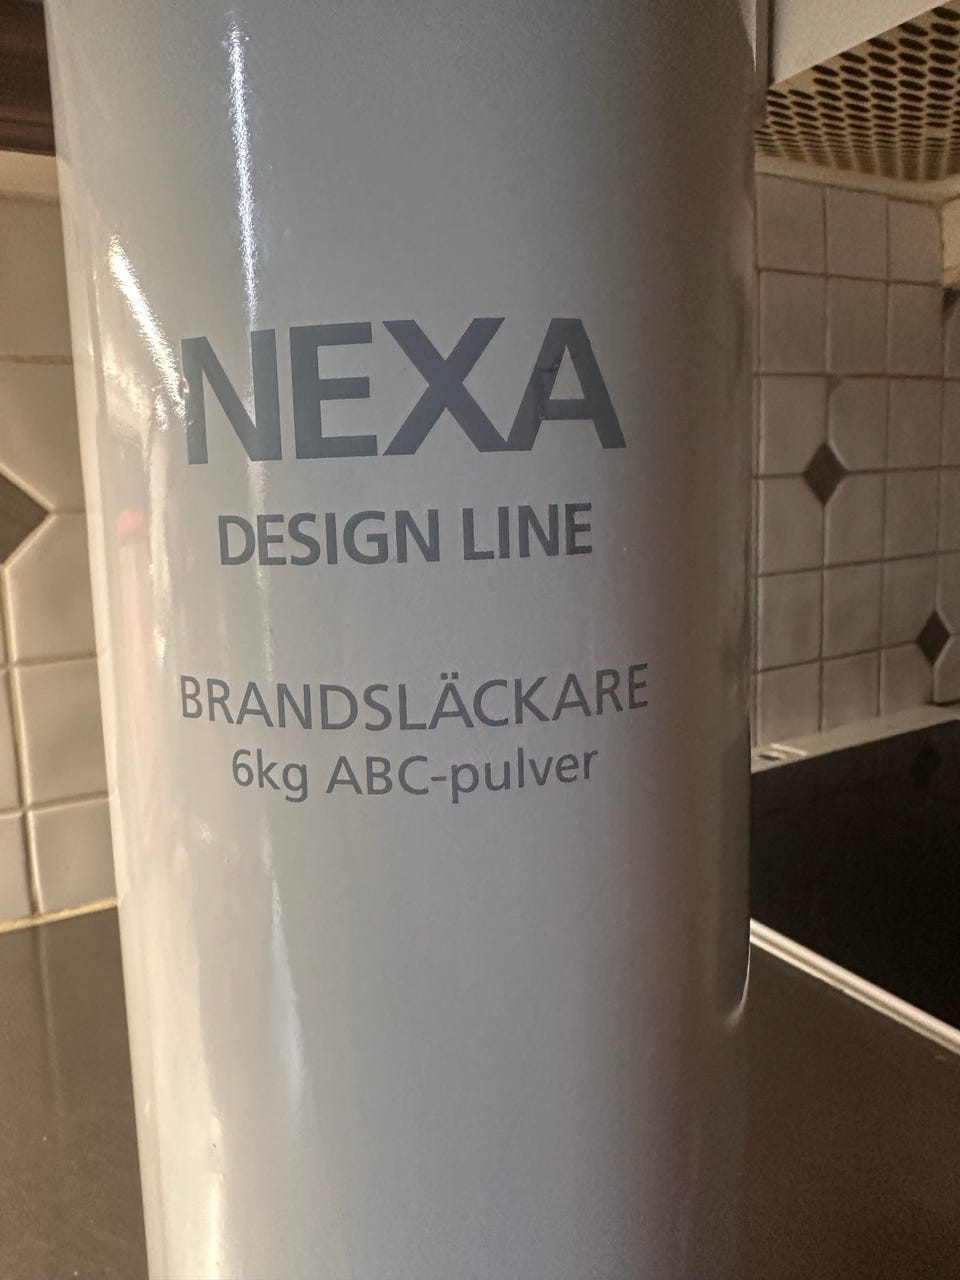 NEXA
DESIGN LINE
BRANDSLÄCKARE
6kg ABC-pulver